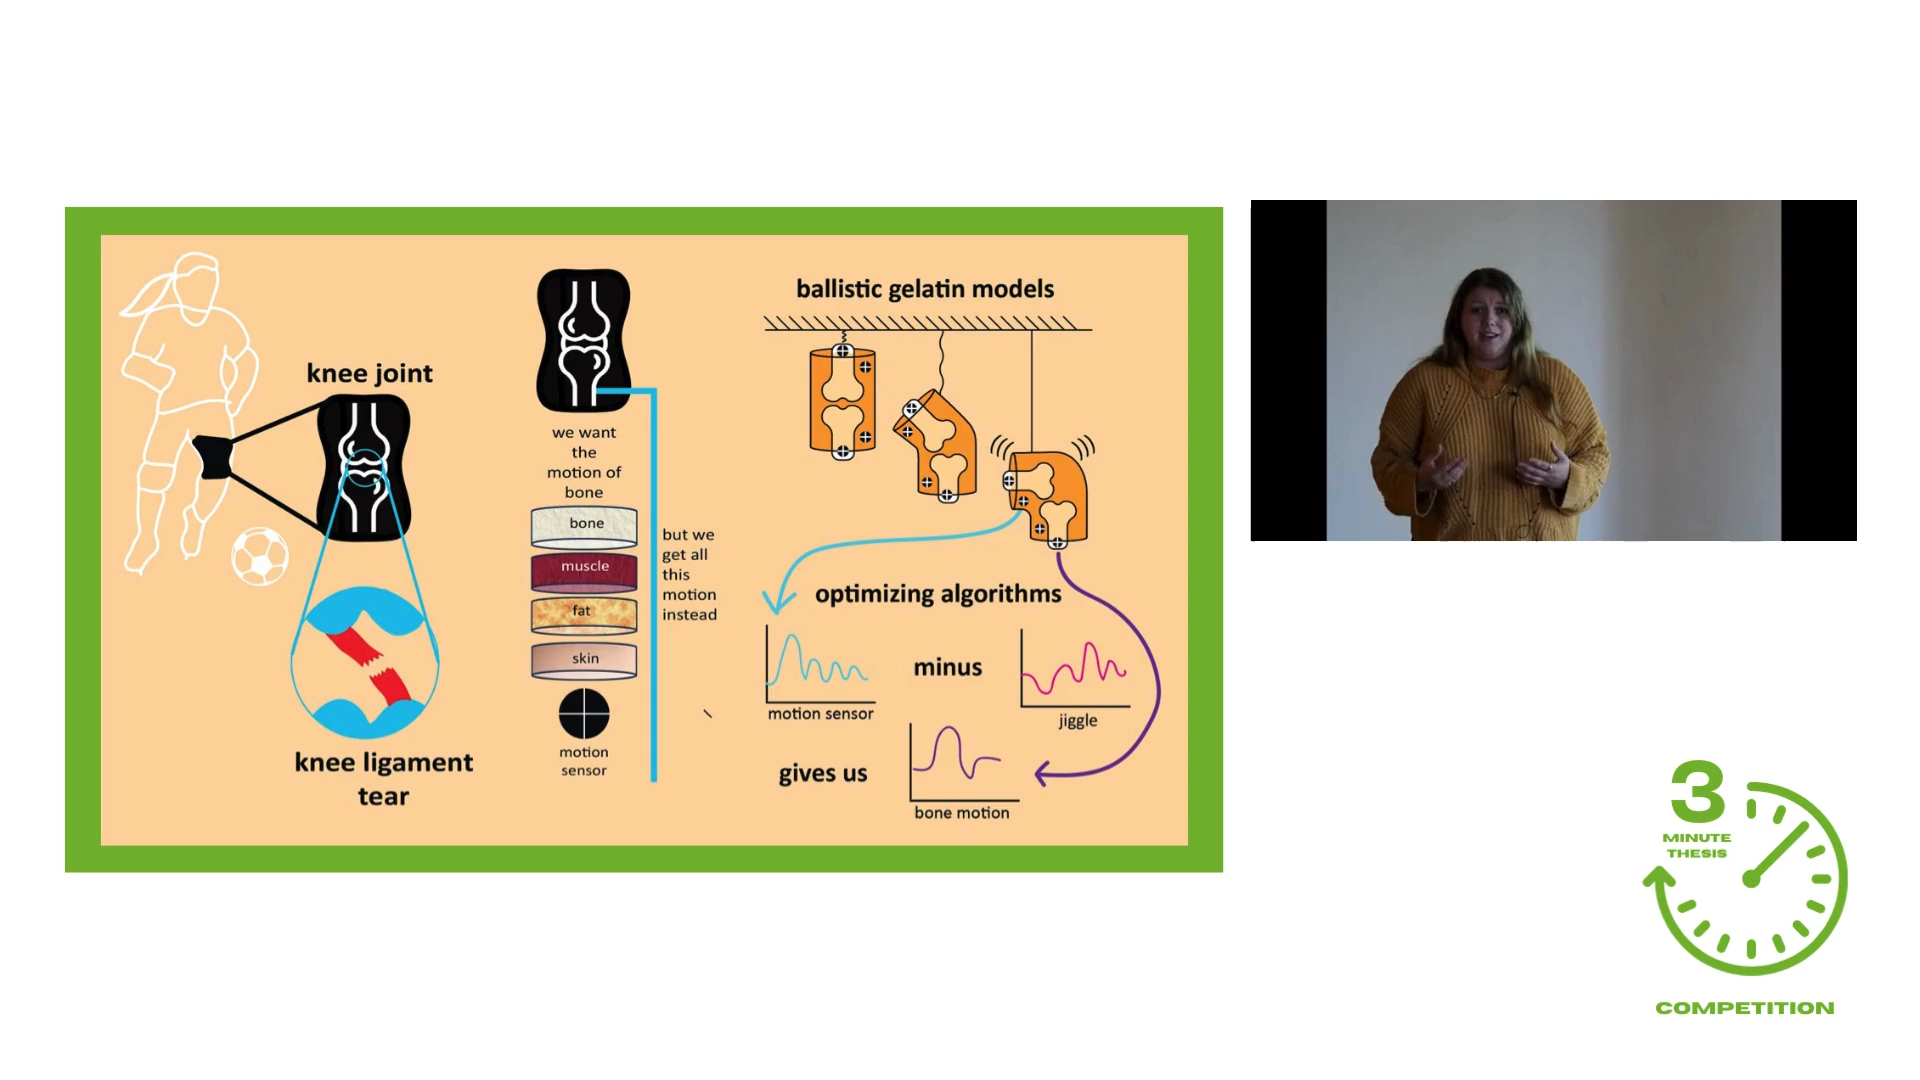 knee joint
knee ligament
tear
we want
the
motion of
bone
bone
muscle
fat
skin
motion
sensor
but we
get all
this
motion
instead
ballistic gelatin models
optimizing algorithms
motion sensor
minus
jiggle
gives us
bone motion
3
MINUTE
THESIS
COMPETITION